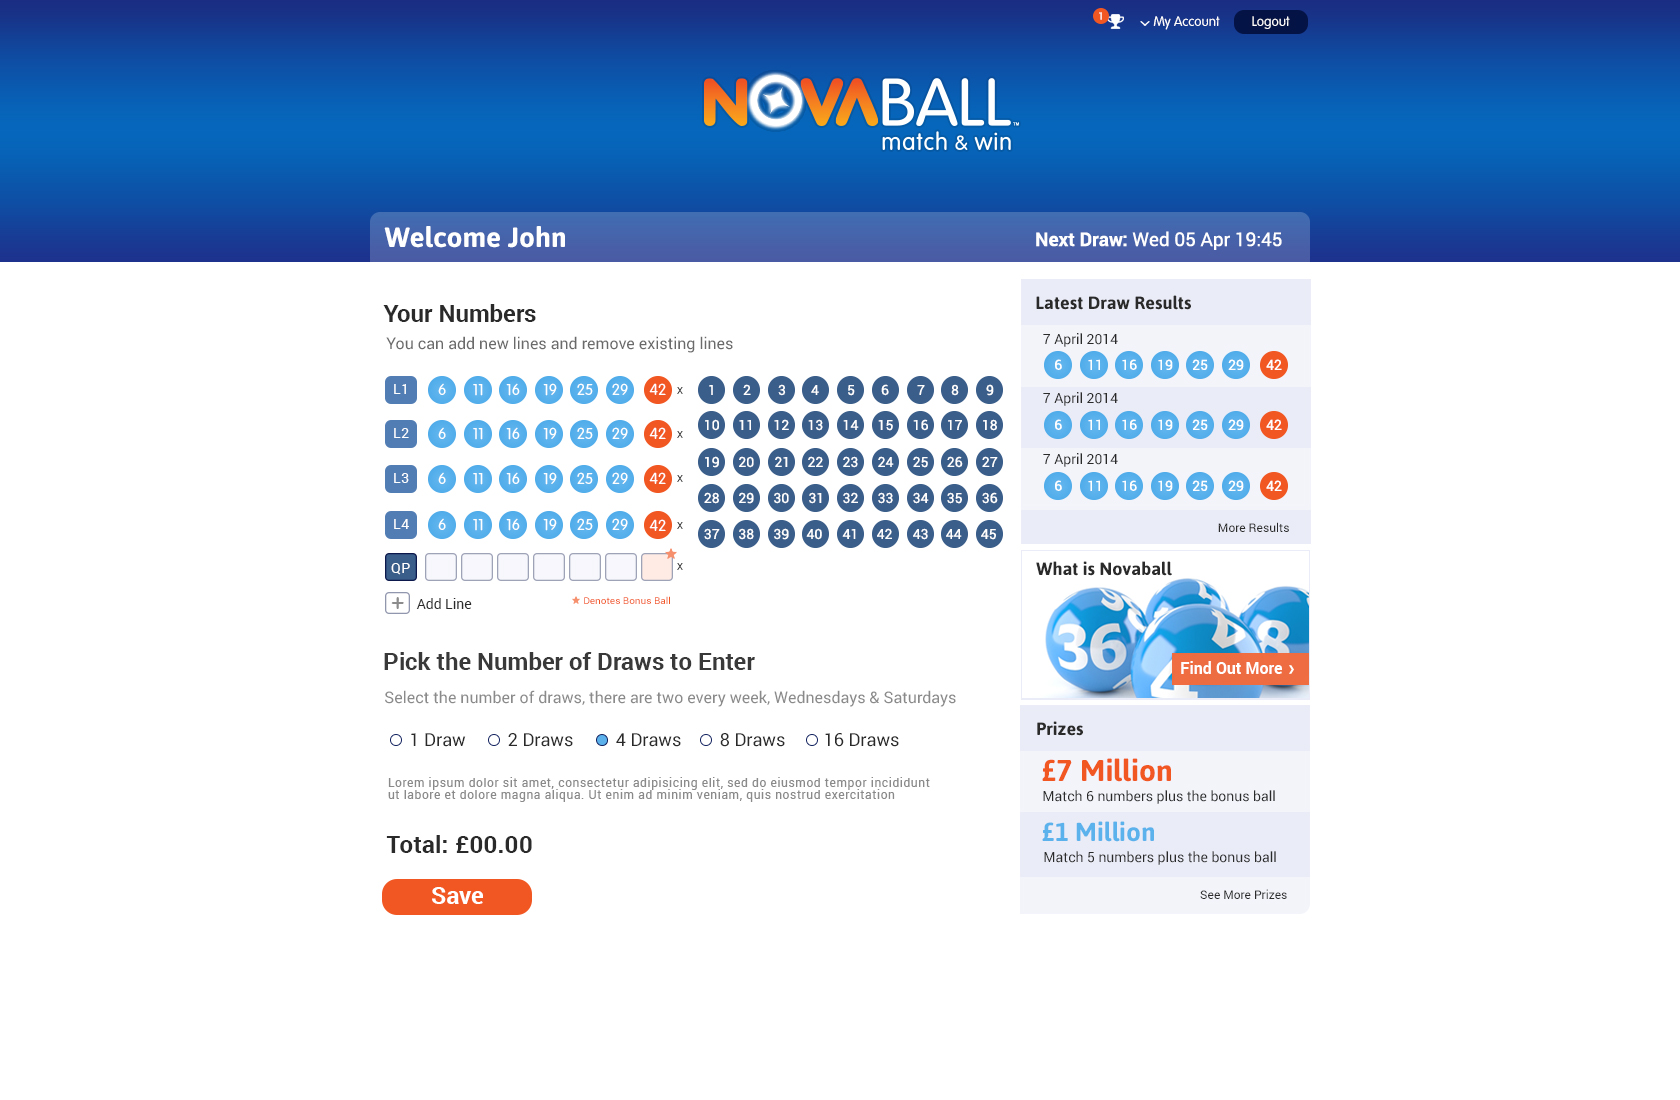 1
My Account
Logout
NOVABALL™
match & win
Welcome John
Next Draw: Wed 05 Apr 19:45
Your Numbers
You can add new lines and remove existing lines
L1 6 11 16 19 25 29 42 x
L2 6 11 16 19 25 29 42 x
L3 6 11 16 19 25 29 42 x
L4 6 11 16 19 25 29 42 x
QP x
+ Add Line
★ Denotes Bonus Ball
1 2 3 4 5 6 7 8 9
10 11 12 13 14 15 16 17 18
19 20 21 22 23 24 25 26 27
28 29 30 31 32 33 34 35 36
37 38 39 40 41 42 43 44 45
Pick the Number of Draws to Enter
Select the number of draws, there are two every week, Wednesdays & Saturdays
1 Draw 2 Draws 4 Draws 8 Draws 16 Draws
Lorem ipsum dolor sit amet, consectetur adipisicing elit, sed do eiusmod tempor incididunt
ut labore et dolore magna aliqua. Ut enim ad minim veniam, quis nostrud exercitation
Total: £00.00
Save
Latest Draw Results
7 April 2014
6 11 16 19 25 29 42
7 April 2014
6 11 16 19 25 29 42
7 April 2014
6 11 16 19 25 29 42
More Results
What is Novaball
36
8
4
Find Out More ›
Prizes
£7 Million
Match 6 numbers plus the bonus ball
£1 Million
Match 5 numbers plus the bonus ball
See More Prizes